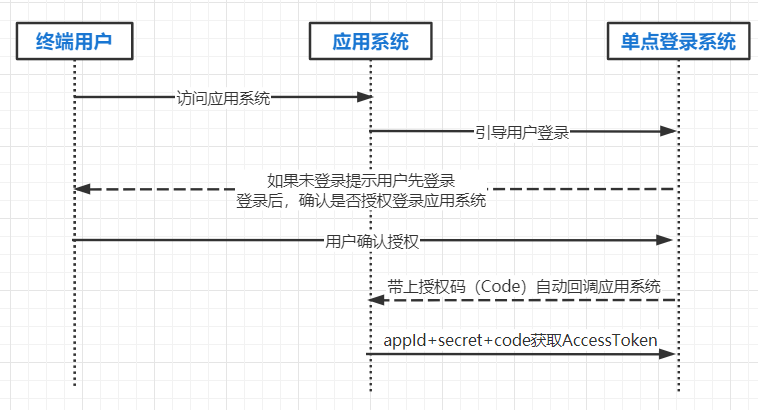 终端用户
应用系统
单点登录系统
访问应用系统
引导用户登录
如果未登录提示用户先登录
登录后，确认是否授权登录应用系统
用户确认授权
带上授权码（Code）自动回调应用系统
appId+secret+code获取AccessToken